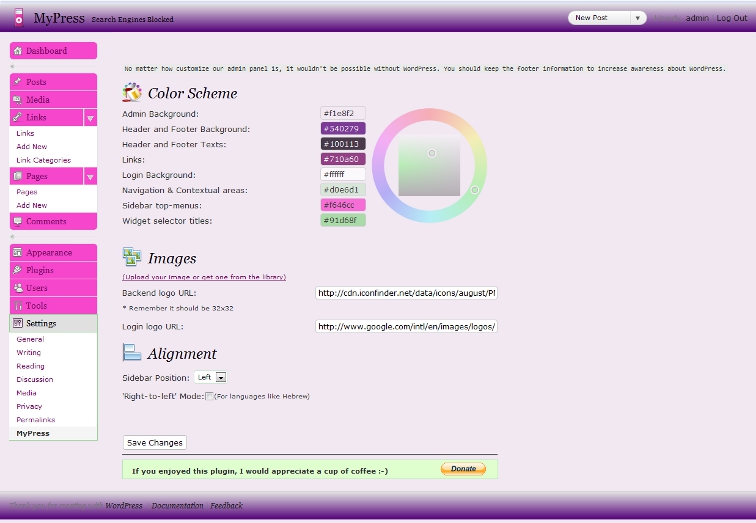 MyPress Search Engines Blocked
New Post
admin Log Out
Dashboard
Posts
Media
Links
Links
Add New
Link Categories
Pages
Pages
Add New
Comments
Appearance
Plugins
Users
Tools
Settings
General
Writing
Reading
Discussion
Media
Privacy
Permalinks
MyPress
No matter how customize our admin panel is, it wouldn't be possible without WordPress. You should keep the footer information to increase awareness about WordPress.
Color Scheme
Admin Background: #f1e8f2
Header and Footer Background: #540279
Header and Footer Texts: #100113
Links: #710a60
Login Background: #ffffff
Navigation & Contextual areas: #d0e6d1
Sidebar top-menus: #f646cc
Widget selector titles: #91d68f
Images
(Upload your image or get one from the library)
Backend logo URL: http://cdn.iconfinder.net/data/icons/august/P
* Remember it should be 32x32
Login logo URL: http://www.google.com/intl/en/images/logos/
Alignment
Sidebar Position: Left
'Right-to-left' Mode: (For languages like Hebrew)
Save Changes
If you enjoyed this plugin, I would appreciate a cup of coffee :-) Donate
WordPress Documentation Feedback